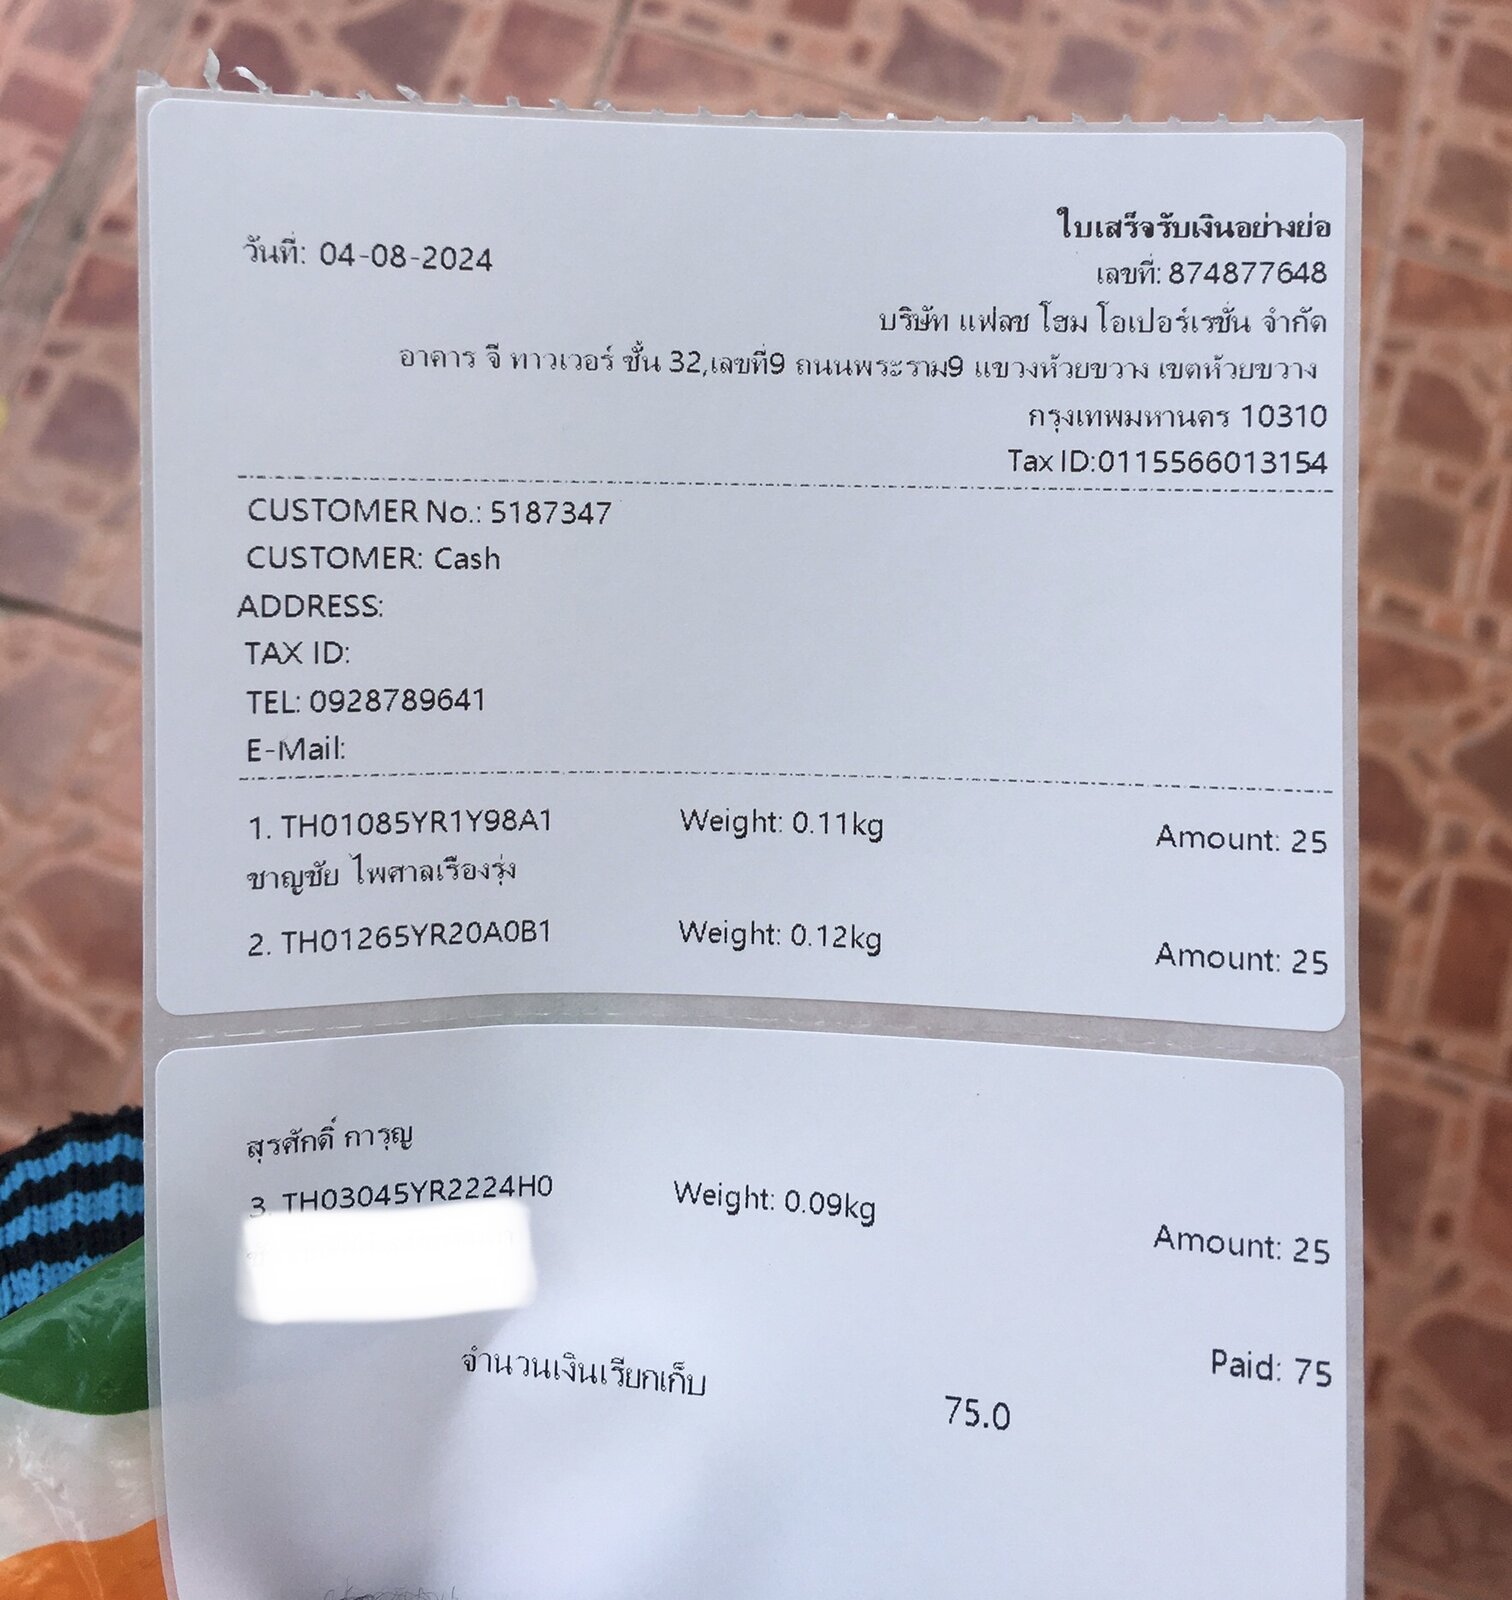 วันที่: 04-08-2024
ใบเสร็จรับเงินอย่างย่อ
เลขที่: 874877648
บริษัท แฟลช โฮม โอเปอร์เรชั่น จำกัด
อาคาร จี ทาวเวอร์ ชั้น 32,เลขที่9 ถนนพระราม9 แขวงห้วยขวาง เขตห้วยขวาง
กรุงเทพมหานคร 10310
Tax ID:0115566013154
CUSTOMER No.: 5187347
CUSTOMER: Cash
ADDRESS:
TAX ID:
TEL: 0928789641
E-Mail:
1. TH01085YR1Y98A1 Weight: 0.11kg Amount: 25
ชาญชัย ไพศาลเรืองรุ่ง
2. TH01265YR20A0B1 Weight: 0.12kg Amount: 25
สุรศักดิ์ การุญ
3. TH03045YR2224H0 Weight: 0.09kg Amount: 25
Paid: 75
จำนวนเงินเรียกเก็บ 75.0